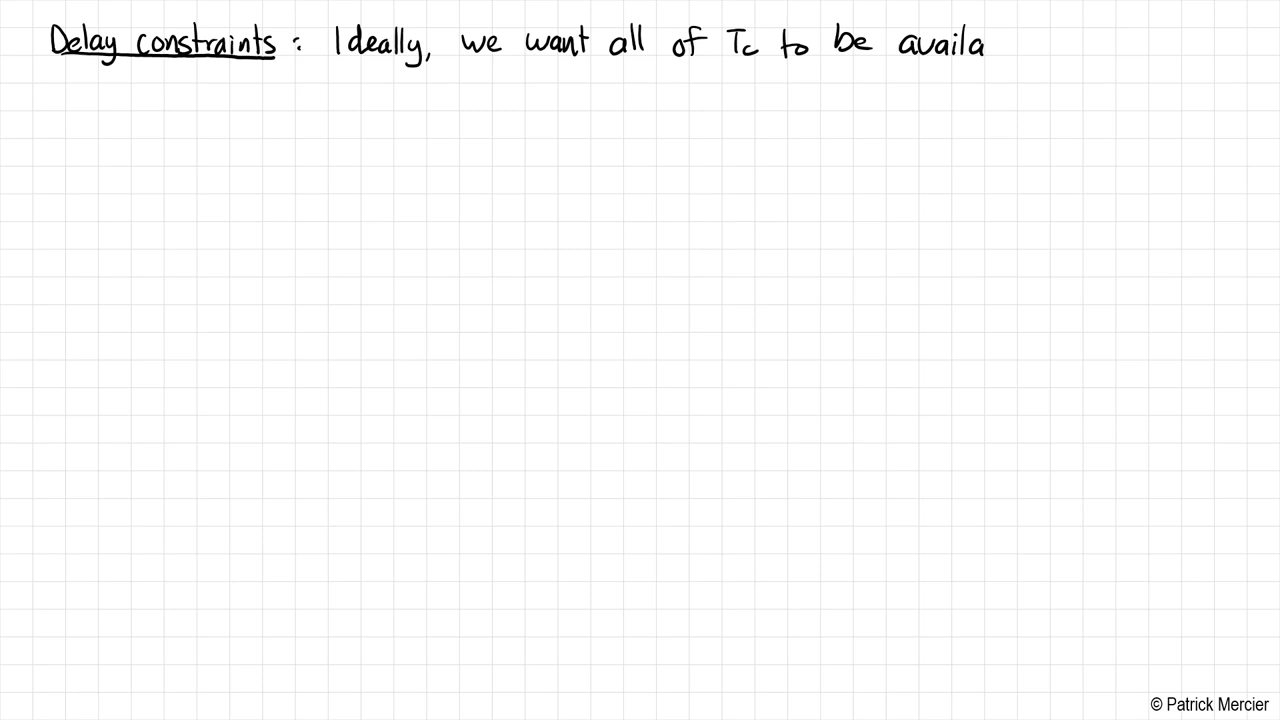 Delay constraints: Ideally, we want all of Tc to be availa
© Patrick Mercier